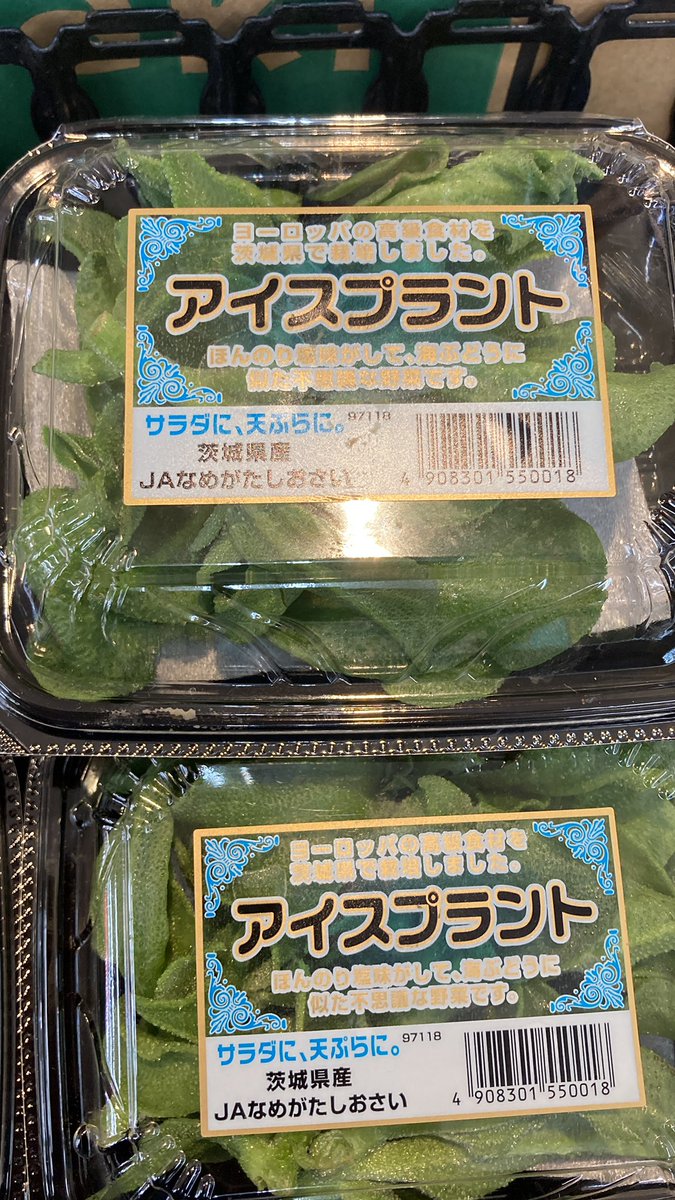 ヨーロッパの高級食材を
茨城県で栽培しました。
アイスプラント
ほんのり塩味がして、海ぶどうに
似た不思議な野菜です。
サラダに、天ぷらに。 97118
茨城県産
JAなめがたしおさい
4 908301 550018
ヨーロッパの高級食材を
茨城県で栽培しました。
アイスプラント
ほんのり塩味がして、海ぶどうに
似た不思議な野菜です。
サラダに、天ぷらに。 97118
茨城県産
JAなめがたしおさい
4 908301 550018